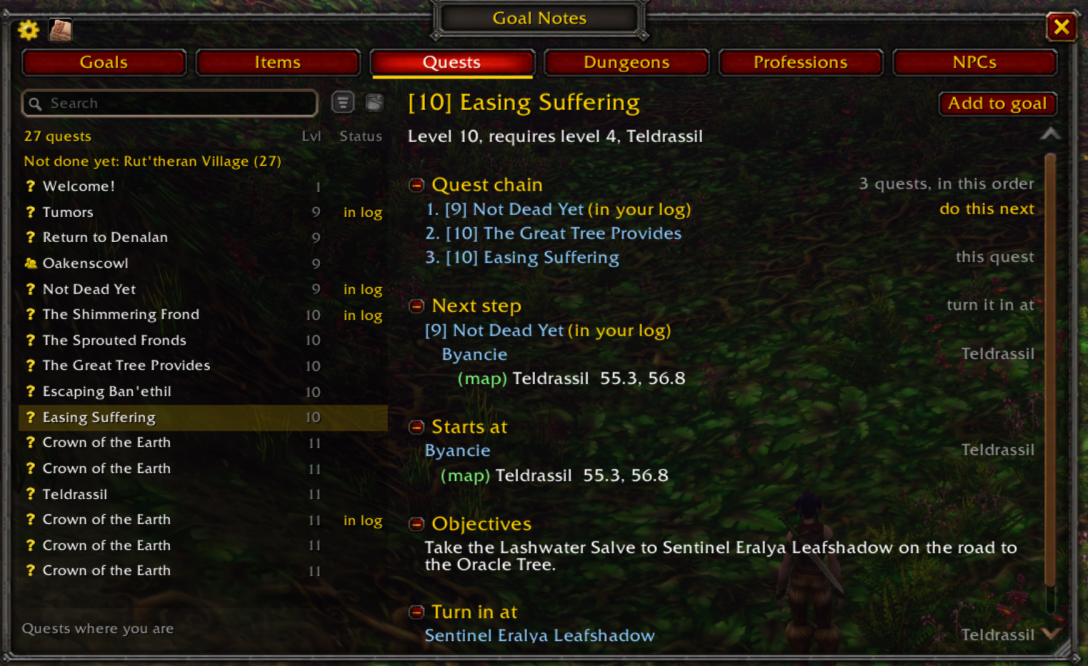 Goal Notes
Goals
Items
Quests
Dungeons
Professions
NPCs
Search
27 quests Lvl Status
Not done yet: Rut'theran Village (27)
? Welcome! 1
? Tumors 9 in log
? Return to Denalan 9
Oakenscowl 9
? Not Dead Yet 9 in log
? The Shimmering Frond 10 in log
? The Sprouted Fronds 10
? The Great Tree Provides 10
? Escaping Ban'ethil 10
? Easing Suffering 10
? Crown of the Earth 11
? Crown of the Earth 11
? Teldrassil 11
? Crown of the Earth 11 in log
? Crown of the Earth 11
? Crown of the Earth 11
Quests where you are
[10] Easing Suffering
Add to goal
Level 10, requires level 4, Teldrassil
Quest chain 3 quests, in this order
1. [9] Not Dead Yet (in your log) do this next
2. [10] The Great Tree Provides
3. [10] Easing Suffering this quest
Next step turn it in at
[9] Not Dead Yet (in your log)
Byancie Teldrassil
(map) Teldrassil 55.3, 56.8
Starts at
Byancie Teldrassil
(map) Teldrassil 55.3, 56.8
Objectives
Take the Lashwater Salve to Sentinel Eralya Leafshadow on the road to
the Oracle Tree.
Turn in at
Sentinel Eralya Leafshadow Teldrassil